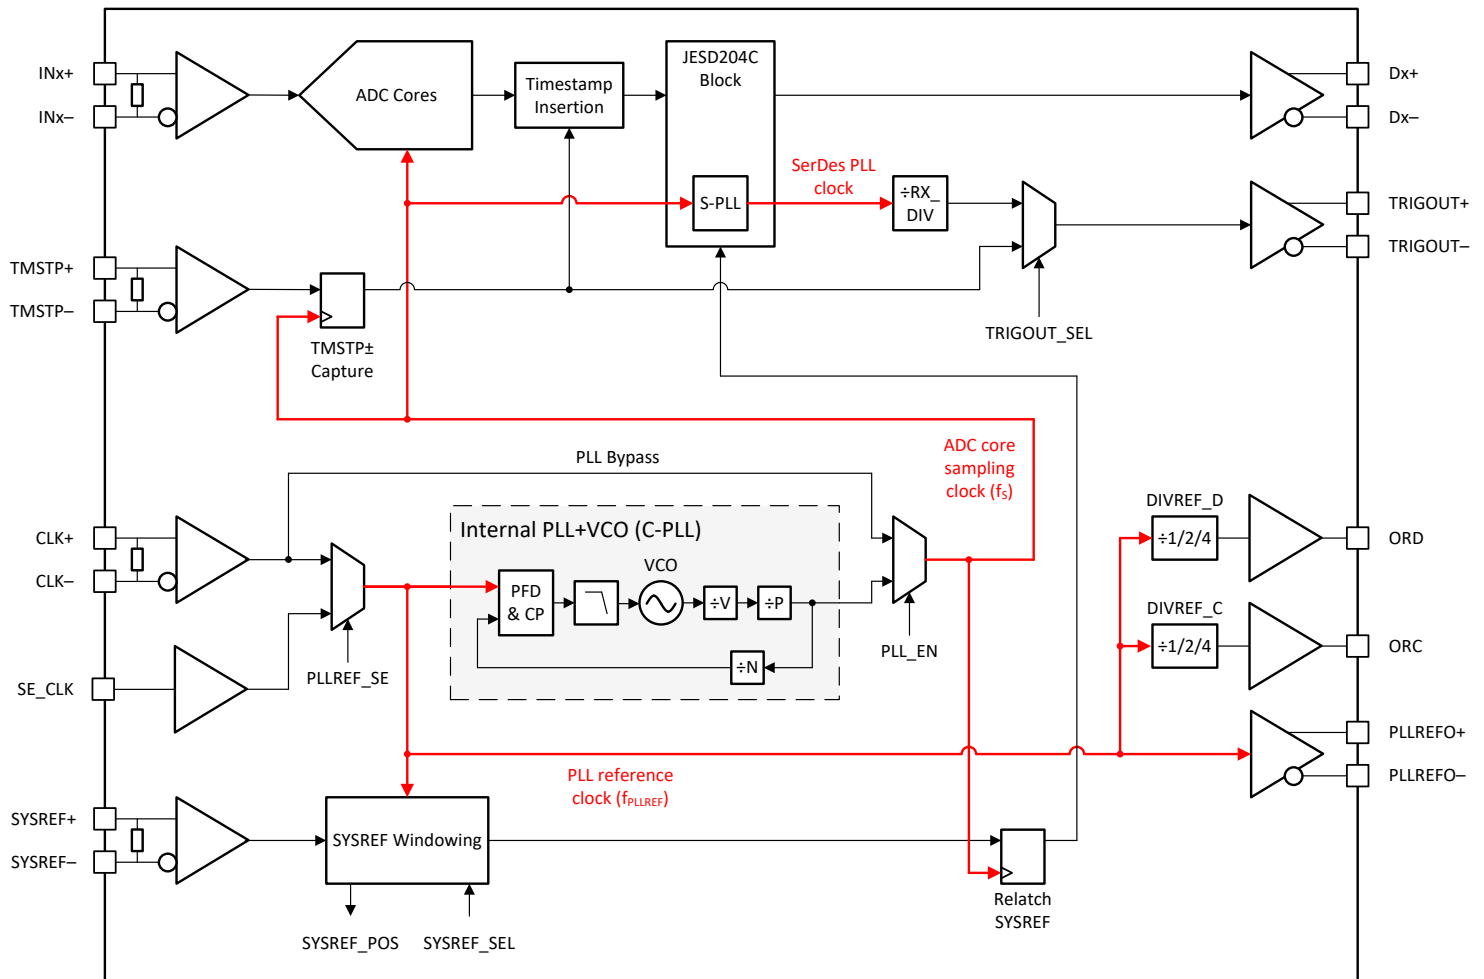 INx+
INx–
ADC Cores
Timestamp
Insertion
JESD204C
Block
Dx+
Dx–
SerDes PLL
clock
S-PLL
÷RX_
DIV
TRIGOUT+
TRIGOUT–
TMSTP+
TMSTP–
TMSTP±
Capture
TRIGOUT_SEL
PLL Bypass
ADC core
sampling
clock (fS)
CLK+
CLK–
Internal PLL+VCO (C-PLL)
VCO
PFD
& CP
÷V
÷P
÷N
PLL_EN
DIVREF_D
÷1/2/4
ORD
DIVREF_C
÷1/2/4
ORC
SE_CLK
PLLREF_SE
PLLREFO+
PLLREFO–
PLL reference
clock (fPLLREF)
SYSREF+
SYSREF–
SYSREF Windowing
Relatch
SYSREF
SYSREF_POS
SYSREF_SEL